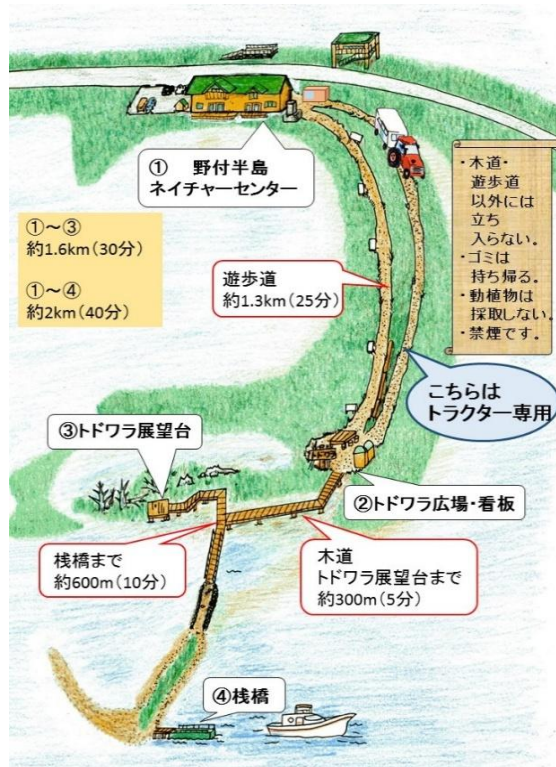 ① 野付半島
ネイチャーセンター
①～③
約1.6km(30分)
①～④
約2km(40分)
遊歩道
約1.3km(25分)
・木道・
遊歩道
以外には
立ち
入らない。
・ゴミは
持ち帰る。
・動植物は
採取しない。
・禁煙です。
こちらは
トラクター専用
③トドワラ展望台
②トドワラ広場・看板
桟橋まで
約600m(10分)
木道
トドワラ展望台まで
約300m(5分)
④桟橋